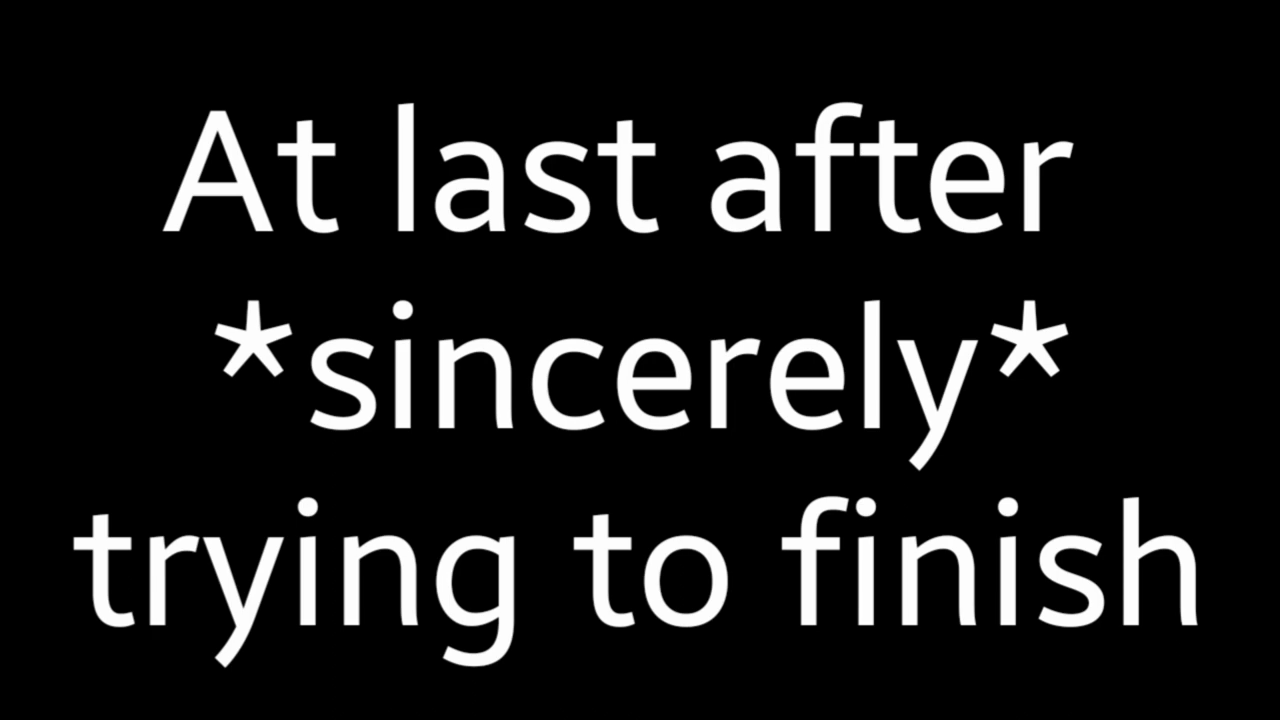 At last after
*sincerely*
trying to finish